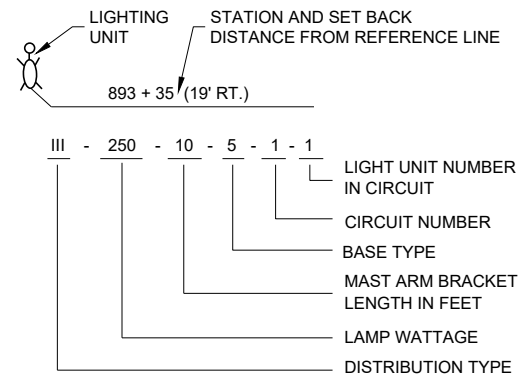 LIGHTING
UNIT
STATION AND SET BACK
DISTANCE FROM REFERENCE LINE
893 + 35 (19' RT.)
III - 250 - 10 - 5 - 1 - 1
LIGHT UNIT NUMBER
IN CIRCUIT
CIRCUIT NUMBER
BASE TYPE
MAST ARM BRACKET
LENGTH IN FEET
LAMP WATTAGE
DISTRIBUTION TYPE